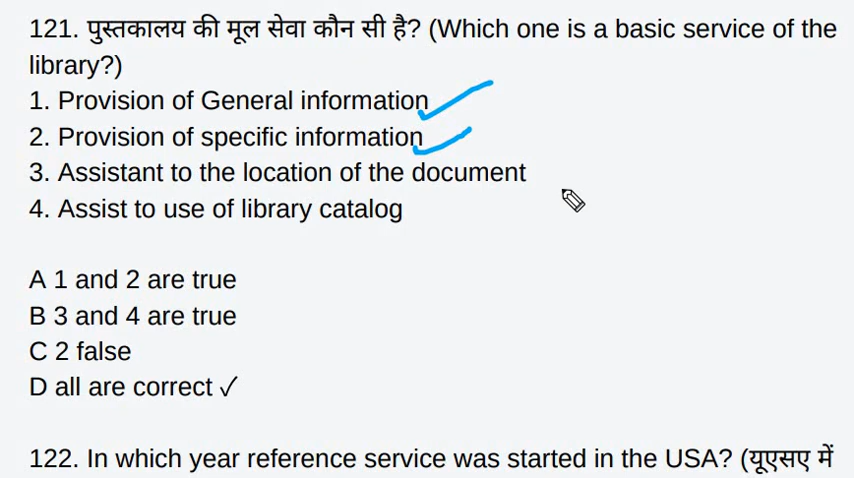 121. पुस्तकालय की मूल सेवा कौन सी है? (Which one is a basic service of the
library?)
1. Provision of General information
2. Provision of specific information
3. Assistant to the location of the document
4. Assist to use of library catalog
A 1 and 2 are true
B 3 and 4 are true
C 2 false
D all are correct ✓
122. In which year reference service was started in the USA? (यूएसए में